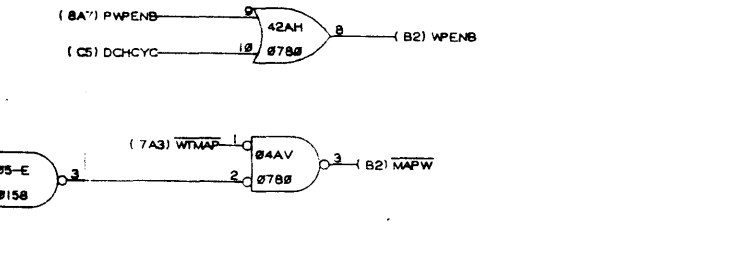 (8A7) PWPENB 9 42AH 8 (B2) WPENB
(C5) DCHCYC 10 0780
(7A3) WTMAP 1 04AV 3 (B2) MAPW
05-E 3 2 0780
0158